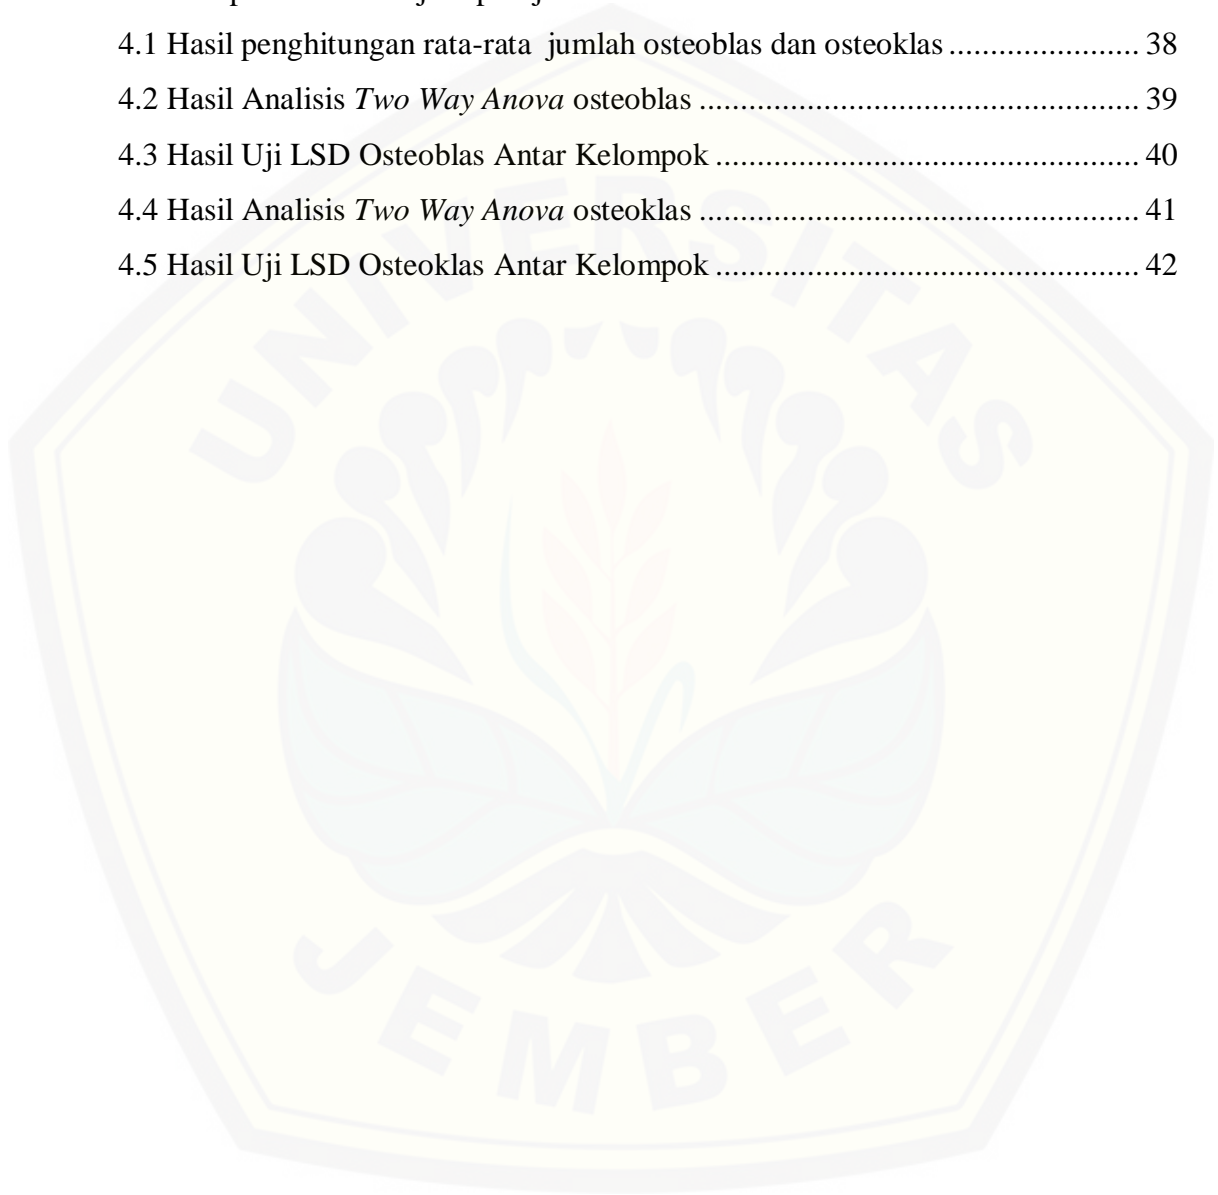 4.1 Hasil penghitungan rata-rata  jumlah osteoblas dan osteoklas ...................... 38
4.2 Hasil Analisis Two Way Anova osteoblas .................................................. 39
4.3 Hasil Uji LSD Osteoblas Antar Kelompok ................................................ 40
4.4 Hasil Analisis Two Way Anova osteoklas .................................................. 41
4.5 Hasil Uji LSD Osteoklas Antar Kelompok ................................................ 42
UNIVERSITAS
JEMBER